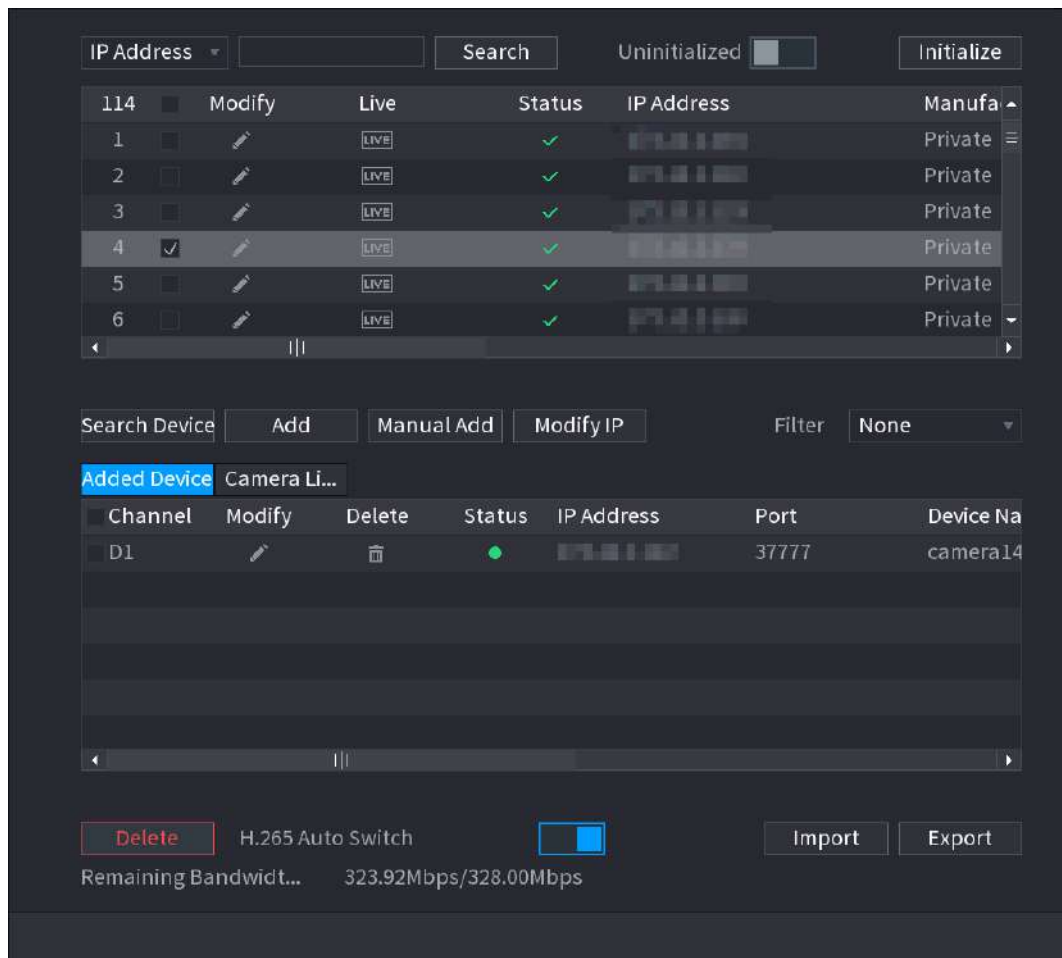 IP Address Search Uninitialized Initialize
114 Modify Live Status IP Address Manufa
1 LIVE Private
2 LIVE Private
3 LIVE Private
4 LIVE Private
5 LIVE Private
6 LIVE Private
Search Device Add Manual Add Modify IP Filter None
Added Device Camera Li...
Channel Modify Delete Status IP Address Port Device Na
D1 37777 camera14
Delete H.265 Auto Switch Import Export
Remaining Bandwidt... 323.92Mbps/328.00Mbps